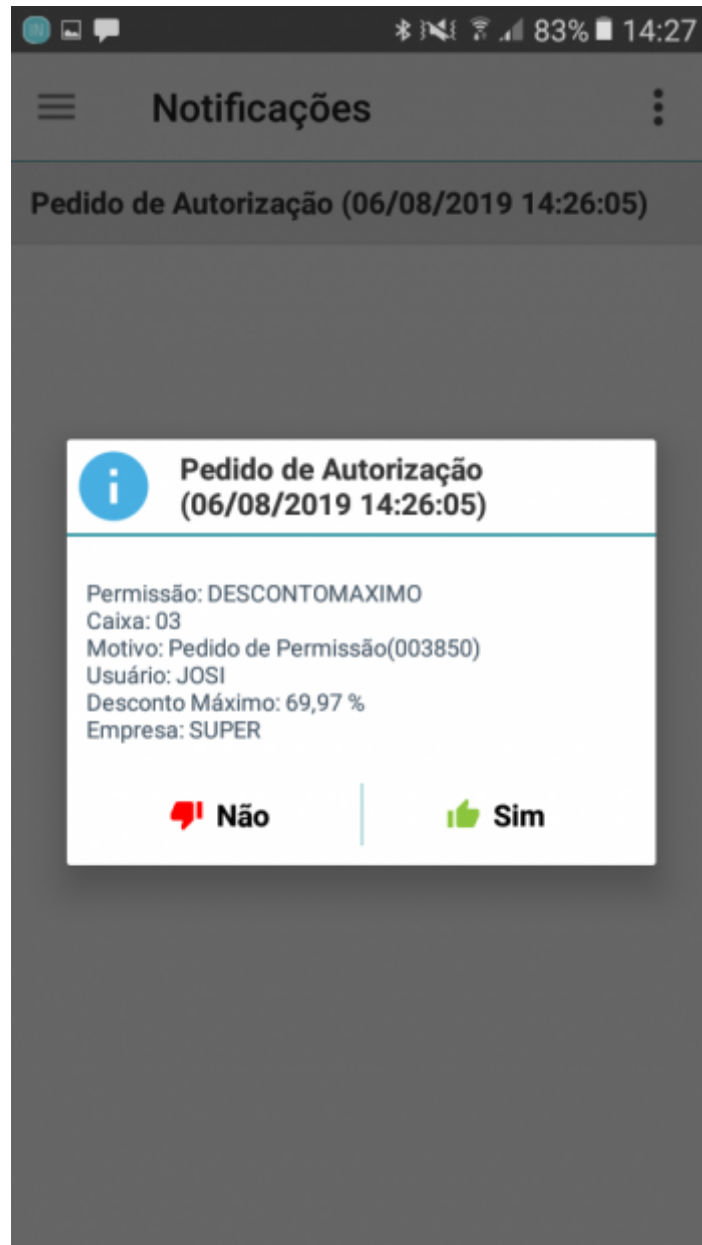 IN
83% 14:27
Notificações
Pedido de Autorização (06/08/2019 14:26:05)
Pedido de Autorização
(06/08/2019 14:26:05)
Permissão: DESCONTOMAXIMO
Caixa: 03
Motivo: Pedido de Permissão(003850)
Usuário: JOSI
Desconto Máximo: 69,97 %
Empresa: SUPER
Não
Sim